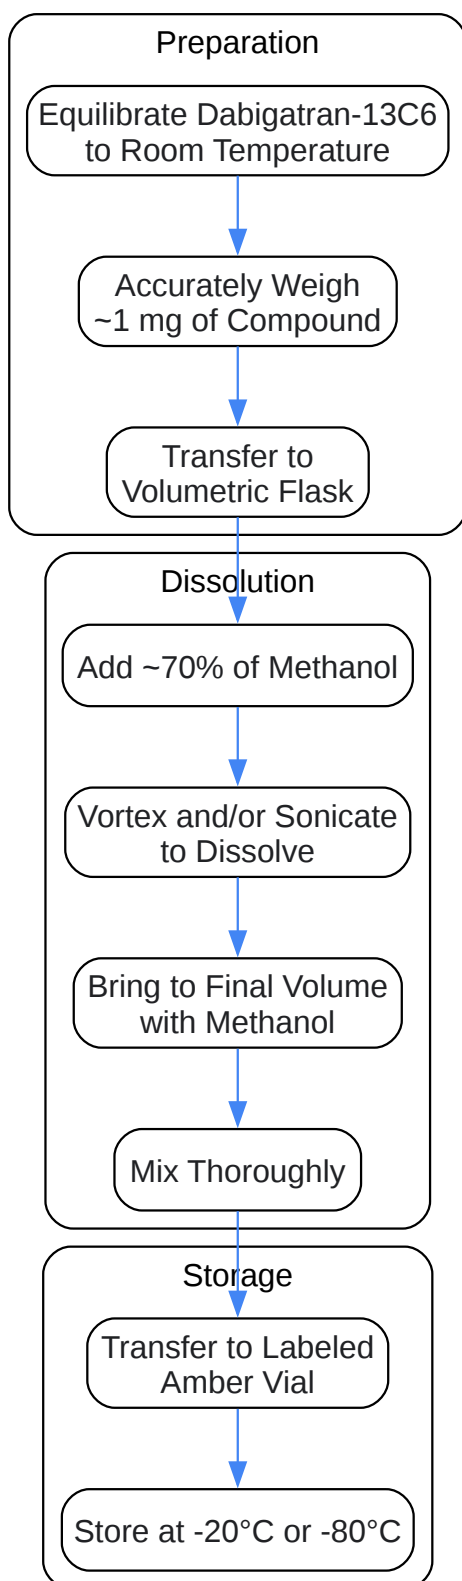 Preparation
Equilibrate Dabigatran-13C6
to Room Temperature
Accurately Weigh
~1 mg of Compound
Transfer to
Volumetric Flask
Dissolution
Add ~70% of Methanol
Vortex and/or Sonicate
to Dissolve
Bring to Final Volume
with Methanol
Mix Thoroughly
Storage
Transfer to Labeled
Amber Vial
Store at -20°C or -80°C